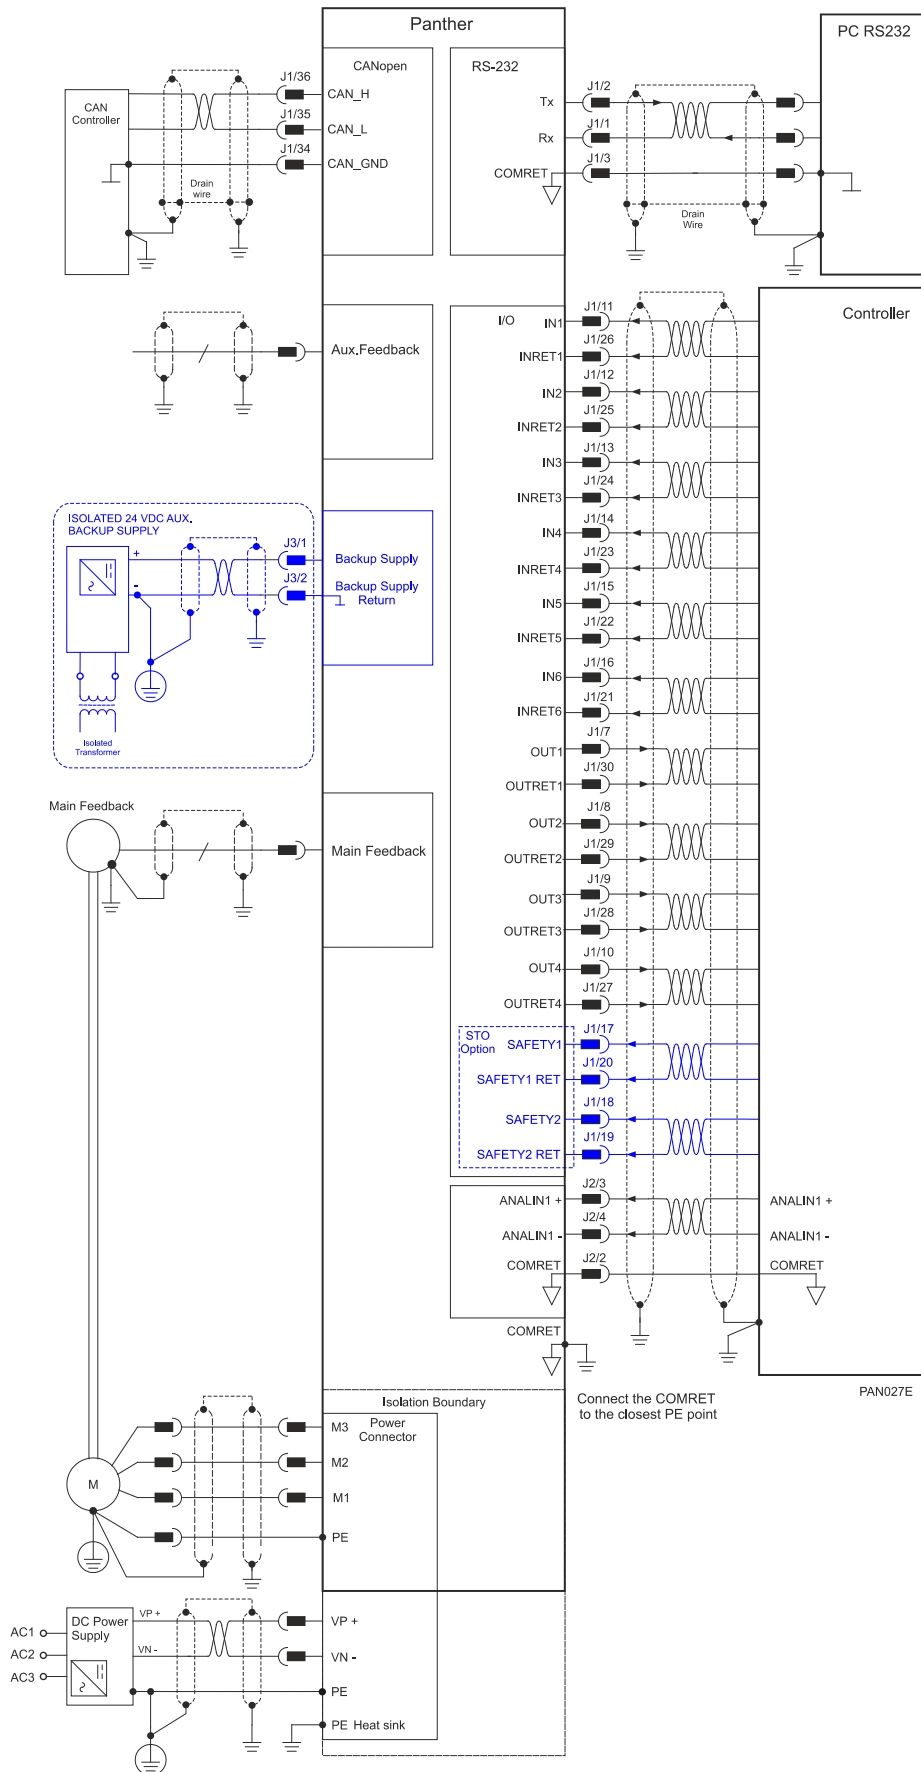 Panther
PC RS232
CANopen
RS-232
CAN
Controller
J1/36
CAN_H
J1/35
CAN_L
J1/34
CAN_GND
Drain
wire
Tx
J1/2
Rx
J1/1
COMRET
J1/3
Drain
Wire
Aux.Feedback
I/O
Controller
IN1
J1/11
INRET1
J1/26
IN2
J1/12
INRET2
J1/25
IN3
J1/13
INRET3
J1/24
IN4
J1/14
INRET4
J1/23
IN5
J1/15
INRET5
J1/22
IN6
J1/16
INRET6
J1/21
OUT1
J1/7
OUTRET1
J1/30
OUT2
J1/8
OUTRET2
J1/29
OUT3
J1/9
OUTRET3
J1/28
OUT4
J1/10
OUTRET4
J1/27
STO
Option
SAFETY1
J1/17
SAFETY1 RET
J1/20
SAFETY2
J1/18
SAFETY2 RET
J1/19
ANALIN1 +
J2/3
ANALIN1 +
ANALIN1 -
J2/4
ANALIN1 -
COMRET
J2/2
COMRET
COMRET
Connect the COMRET
to the closest PE point
PAN027E
ISOLATED 24 VDC AUX.
BACKUP SUPPLY
+
-
J3/1
Backup Supply
J3/2
Backup Supply
Return
Isolated
Transformer
Main Feedback
Main Feedback
Isolation Boundary
Power
Connector
M3
M2
M1
PE
M
DC Power
Supply
AC1
AC2
AC3
VP +
VN -
VP +
VN -
PE
PE Heat sink